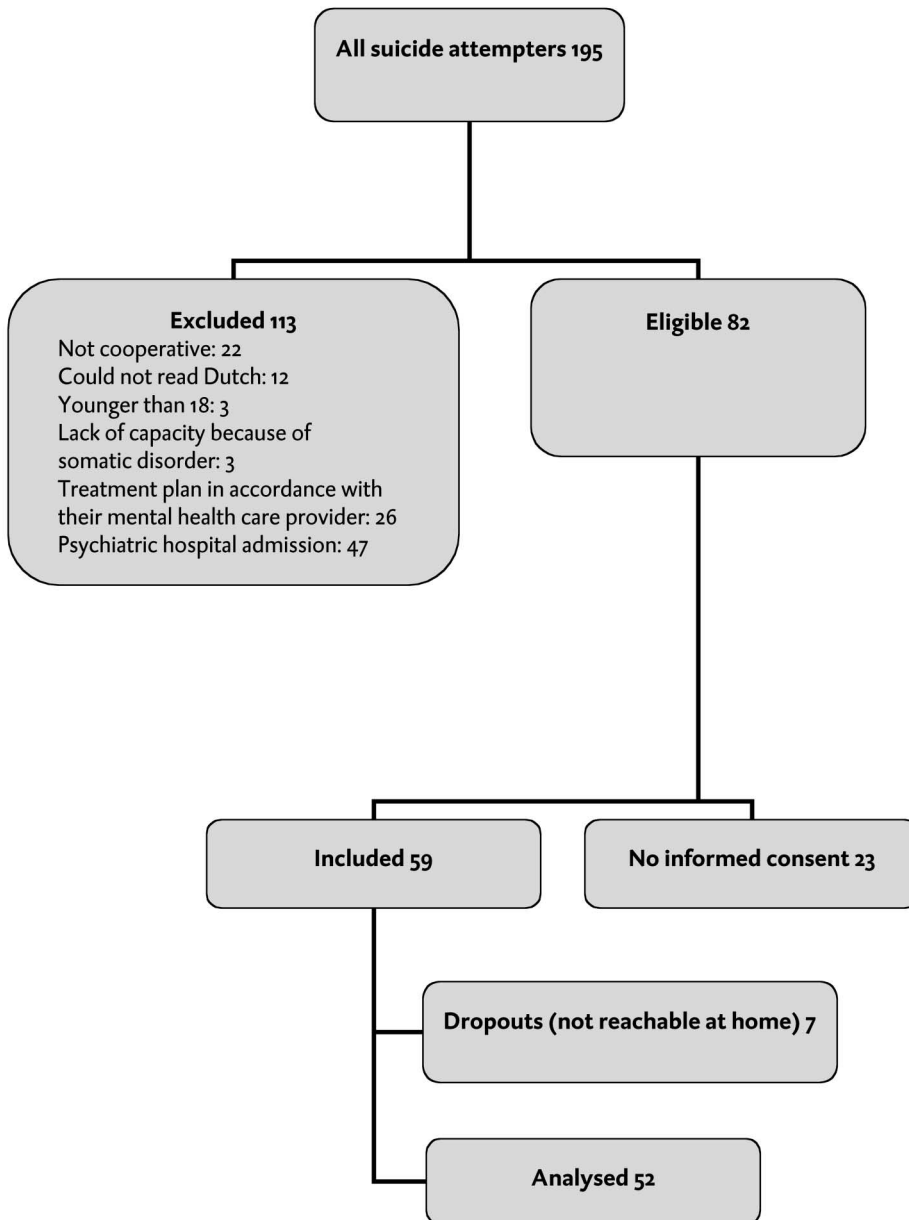 All suicide attempters 195
Excluded 113
Not cooperative: 22
Could not read Dutch: 12
Younger than 18: 3
Lack of capacity because of
somatic disorder: 3
Treatment plan in accordance with
their mental health care provider: 26
Psychiatric hospital admission: 47
Eligible 82
Included 59
No informed consent 23
Dropouts (not reachable at home) 7
Analysed 52